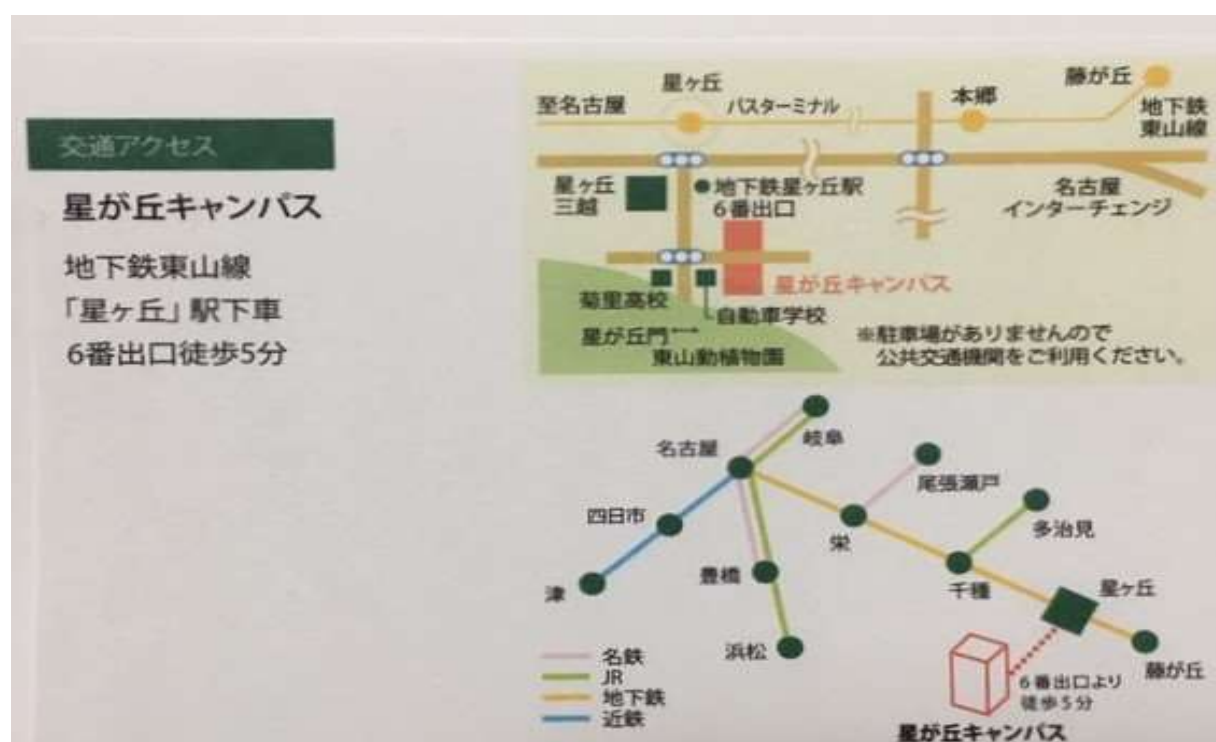 交通アクセス
星が丘キャンパス
地下鉄東山線
「星ヶ丘」駅下車
6番出口徒歩5分
星ヶ丘
藤が丘
至名古屋
バスターミナル
本郷
地下鉄
東山線
星ヶ丘
三越
地下鉄星ヶ丘駅
6番出口
名古屋
インターチェンジ
星が丘キャンパス
菊里高校
自動車学校
星が丘門
東山動植物園
※駐車場がありませんので
公共交通機関をご利用ください。
岐阜
名古屋
尾張瀬戸
四日市
栄
多治見
豊橋
千種
星ヶ丘
津
浜松
藤が丘
名鉄
JR
地下鉄
近鉄
6番出口より
徒歩5分
星が丘キャンパス